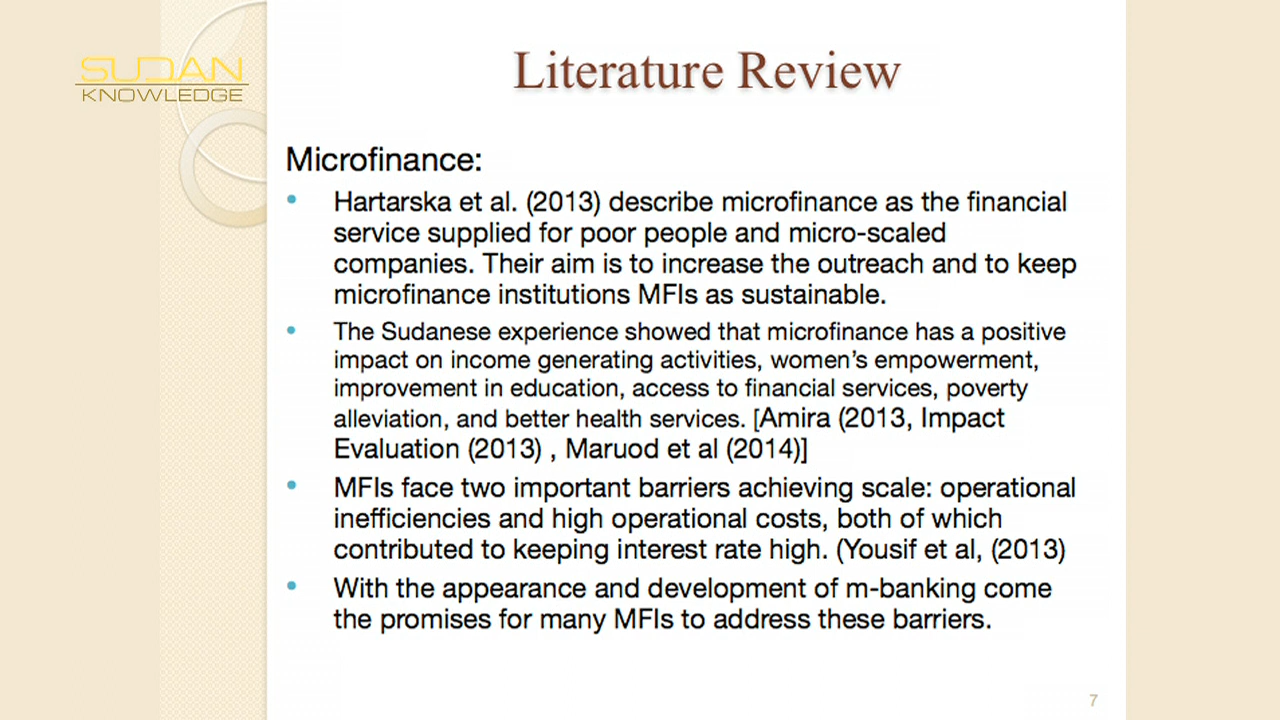 SUDAN
KNOWLEDGE
Literature Review
Microfinance:
• Hartarska et al. (2013) describe microfinance as the financial
service supplied for poor people and micro-scaled
companies. Their aim is to increase the outreach and to keep
microfinance institutions MFIs as sustainable.
• The Sudanese experience showed that microfinance has a positive
impact on income generating activities, women’s empowerment,
improvement in education, access to financial services, poverty
alleviation, and better health services. [Amira (2013, Impact
Evaluation (2013) , Maruod et al (2014)]
• MFIs face two important barriers achieving scale: operational
inefficiencies and high operational costs, both of which
contributed to keeping interest rate high. (Yousif et al, (2013)
• With the appearance and development of m-banking come
the promises for many MFIs to address these barriers.
7